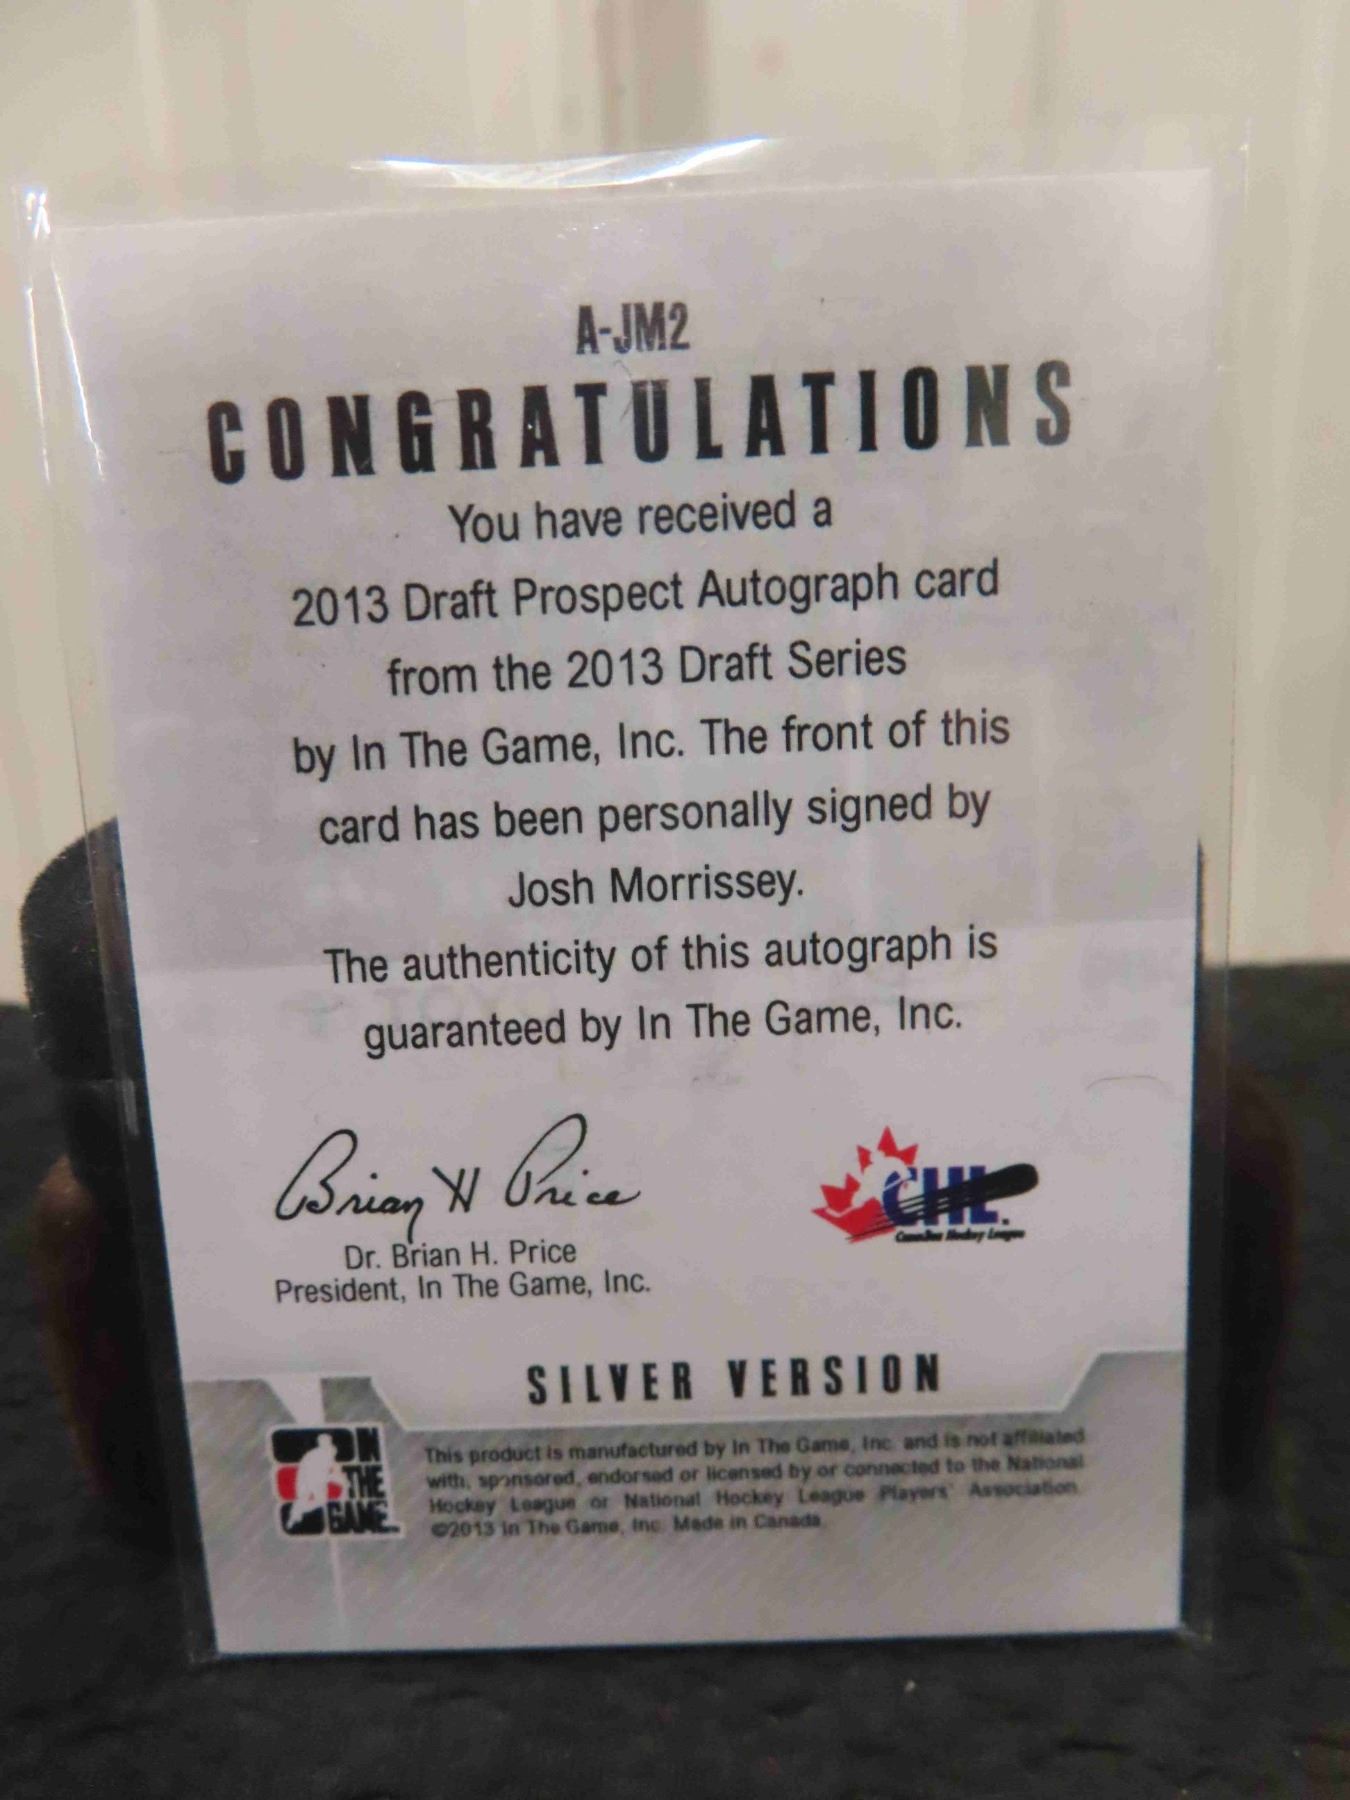 A-JM2
CONGRATULATIONS
You have received a
2013 Draft Prospect Autograph card
from the 2013 Draft Series
by In The Game, Inc. The front of this
card has been personally signed by
Josh Morrissey.
The authenticity of this autograph is
guaranteed by In The Game, Inc.
Brian H Price
Dr. Brian H. Price
President, In The Game, Inc.
CHL.
Canadian Hockey League
SILVER VERSION
IN
THE
GAME
This product is manufactured by In The Game, Inc. and is not affiliated
with, sponsored, endorsed or licensed by or connected to the National
Hockey League or National Hockey League Players' Association.
©2013 In The Game, Inc. Made in Canada.